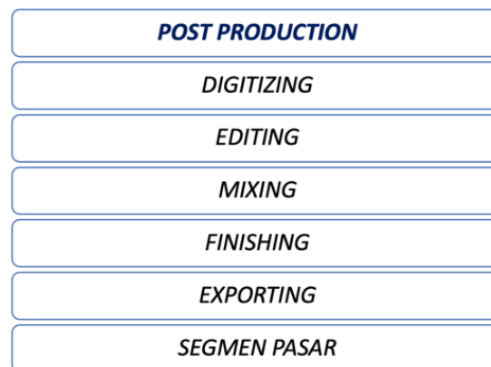 POST PRODUCTION
DIGITIZING
EDITING
MIXING
FINISHING
EXPORTING
SEGMEN PASAR